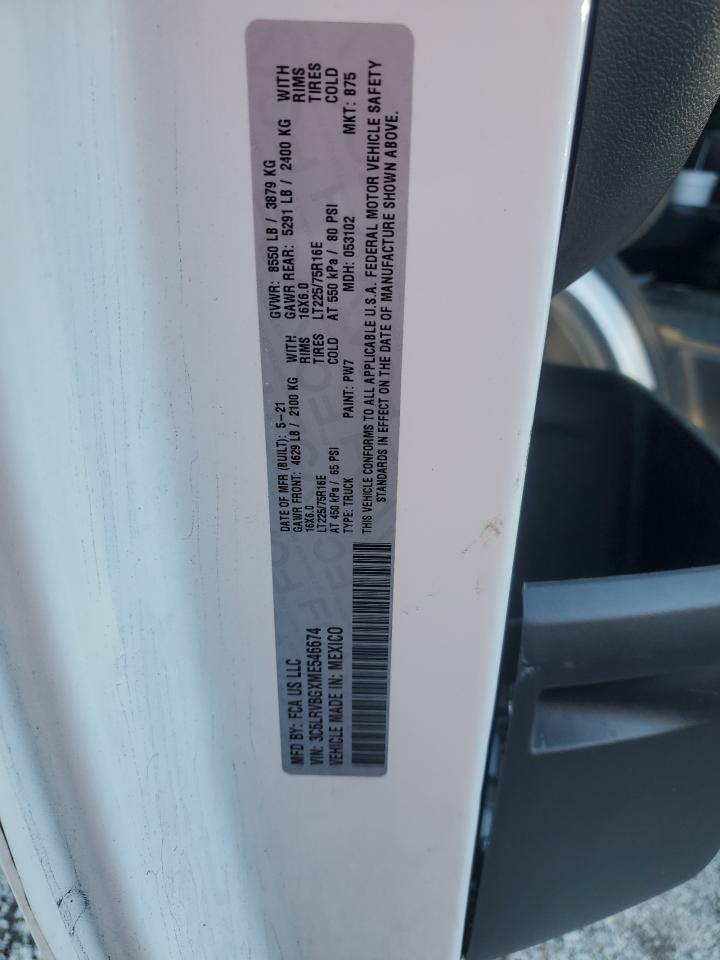 MFD BY: FCA US LLC
VIN: 3C6LRVBGXME546674
VEHICLE MADE IN: MEXICO
DATE OF MFR (BUILT): 5-21
GAWR FRONT: 4629 LB / 2100 KG WITH
16X6.0 RIMS
LT225/75R16E TIRES
AT 450 kPa / 65 PSI COLD
TYPE: TRUCK PAINT: PW7
GVWR: 8550 LB / 3879 KG
GAWR REAR: 5291 LB / 2400 KG WITH
16X6.0 RIMS
LT225/75R16E TIRES
AT 550 kPa / 80 PSI COLD
MDH: 053102 MKT: 875
THIS VEHICLE CONFORMS TO ALL APPLICABLE U.S.A. FEDERAL MOTOR VEHICLE SAFETY
STANDARDS IN EFFECT ON THE DATE OF MANUFACTURE SHOWN ABOVE.